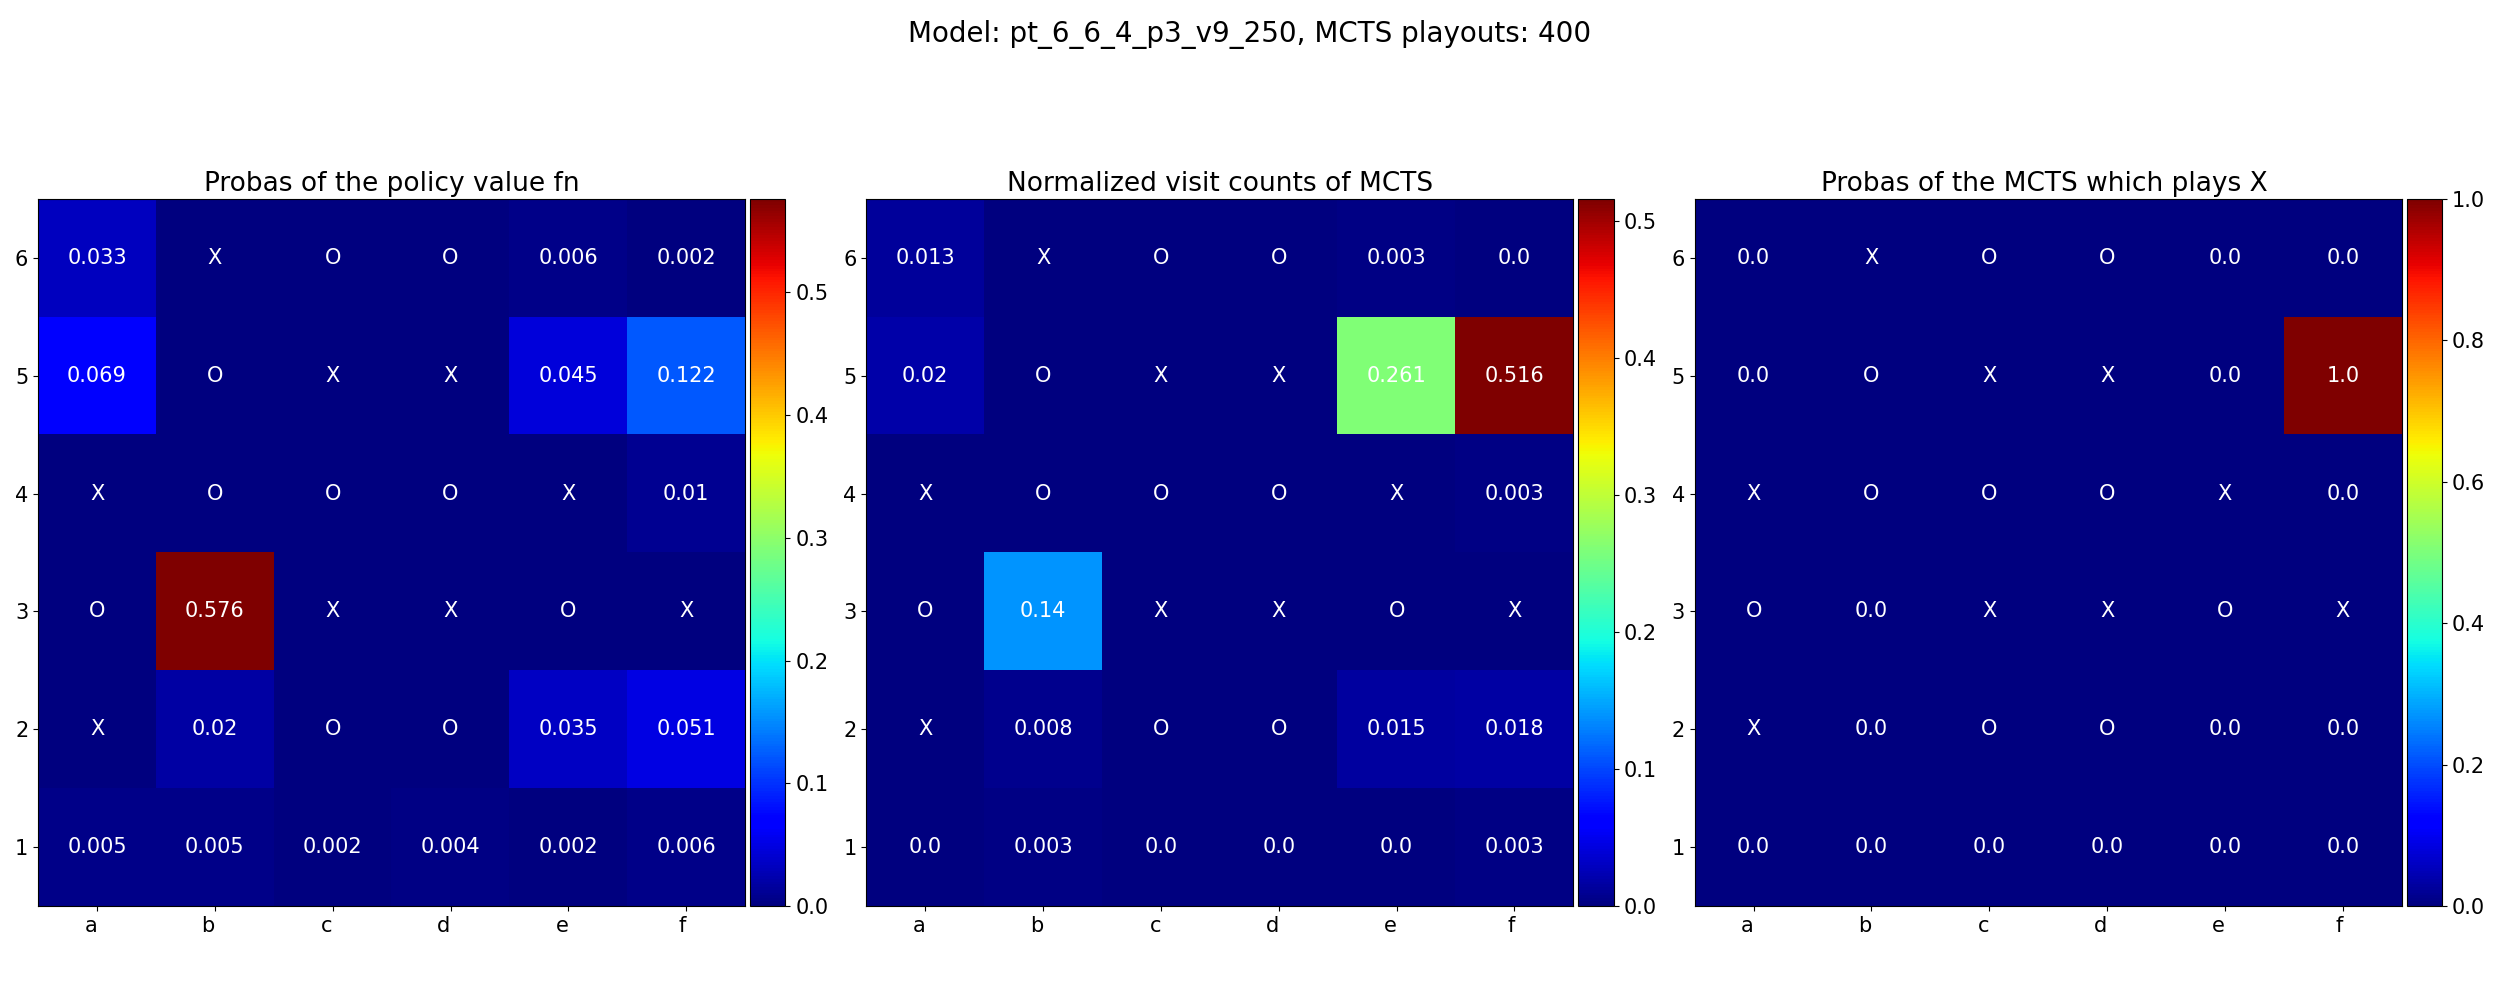 Model: pt_6_6_4_p3_v9_250, MCTS playouts: 400
Probas of the policy value fn
6 0.033 X O O 0.006 0.002
5 0.069 O X X 0.045 0.122
4 X O O O X 0.01
3 O 0.576 X X O X
2 X 0.02 O O 0.035 0.051
1 0.005 0.005 0.002 0.004 0.002 0.006
a b c d e f
0.5
0.4
0.3
0.2
0.1
0.0
Normalized visit counts of MCTS
6 0.013 X O O 0.003 0.0
5 0.02 O X X 0.261 0.516
4 X O O O X 0.003
3 O 0.14 X X O X
2 X 0.008 O O 0.015 0.018
1 0.0 0.003 0.0 0.0 0.0 0.003
a b c d e f
0.5
0.4
0.3
0.2
0.1
0.0
Probas of the MCTS which plays X
6 0.0 X O O 0.0 0.0
5 0.0 O X X 0.0 1.0
4 X O O O X 0.0
3 O 0.0 X X O X
2 X 0.0 O O 0.0 0.0
1 0.0 0.0 0.0 0.0 0.0 0.0
a b c d e f
1.0
0.8
0.6
0.4
0.2
0.0